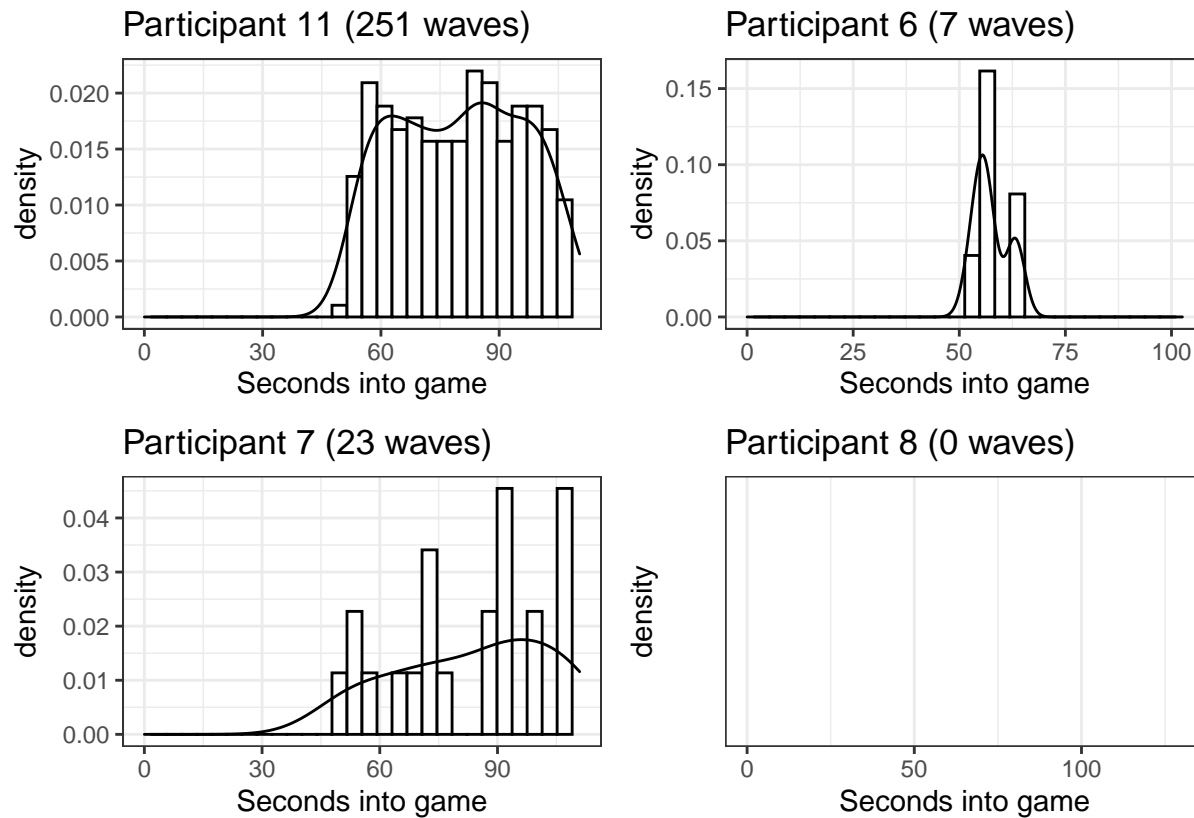 Participant 11 (251 waves)
density
0.020
0.015
0.010
0.005
0.000
0
30
60
90
Seconds into game
Participant 6 (7 waves)
density
0.15
0.10
0.05
0.00
0
25
50
75
100
Seconds into game
Participant 7 (23 waves)
density
0.04
0.03
0.02
0.01
0.00
0
30
60
90
Seconds into game
Participant 8 (0 waves)
density
0
50
100
Seconds into game